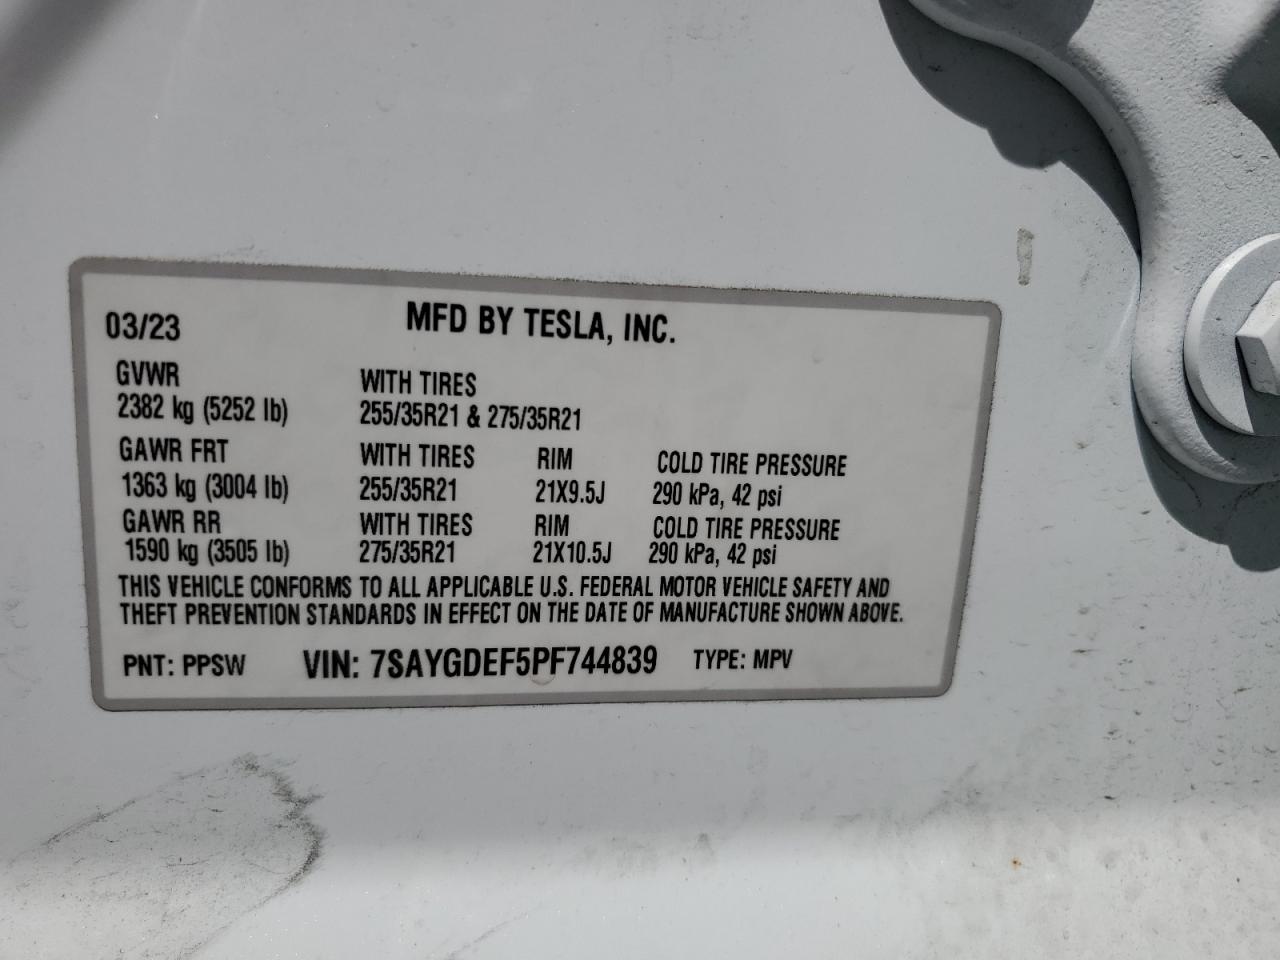 03/23 MFD BY TESLA, INC.
GVWR WITH TIRES
2382 kg (5252 lb) 255/35R21 & 275/35R21
GAWR FRT WITH TIRES RIM COLD TIRE PRESSURE
1363 kg (3004 lb) 255/35R21 21X9.5J 290 kPa, 42 psi
GAWR RR WITH TIRES RIM COLD TIRE PRESSURE
1590 kg (3505 lb) 275/35R21 21X10.5J 290 kPa, 42 psi
THIS VEHICLE CONFORMS TO ALL APPLICABLE U.S. FEDERAL MOTOR VEHICLE SAFETY AND
THEFT PREVENTION STANDARDS IN EFFECT ON THE DATE OF MANUFACTURE SHOWN ABOVE.
PNT: PPSW VIN: 7SAYGDEF5PF744839 TYPE: MPV